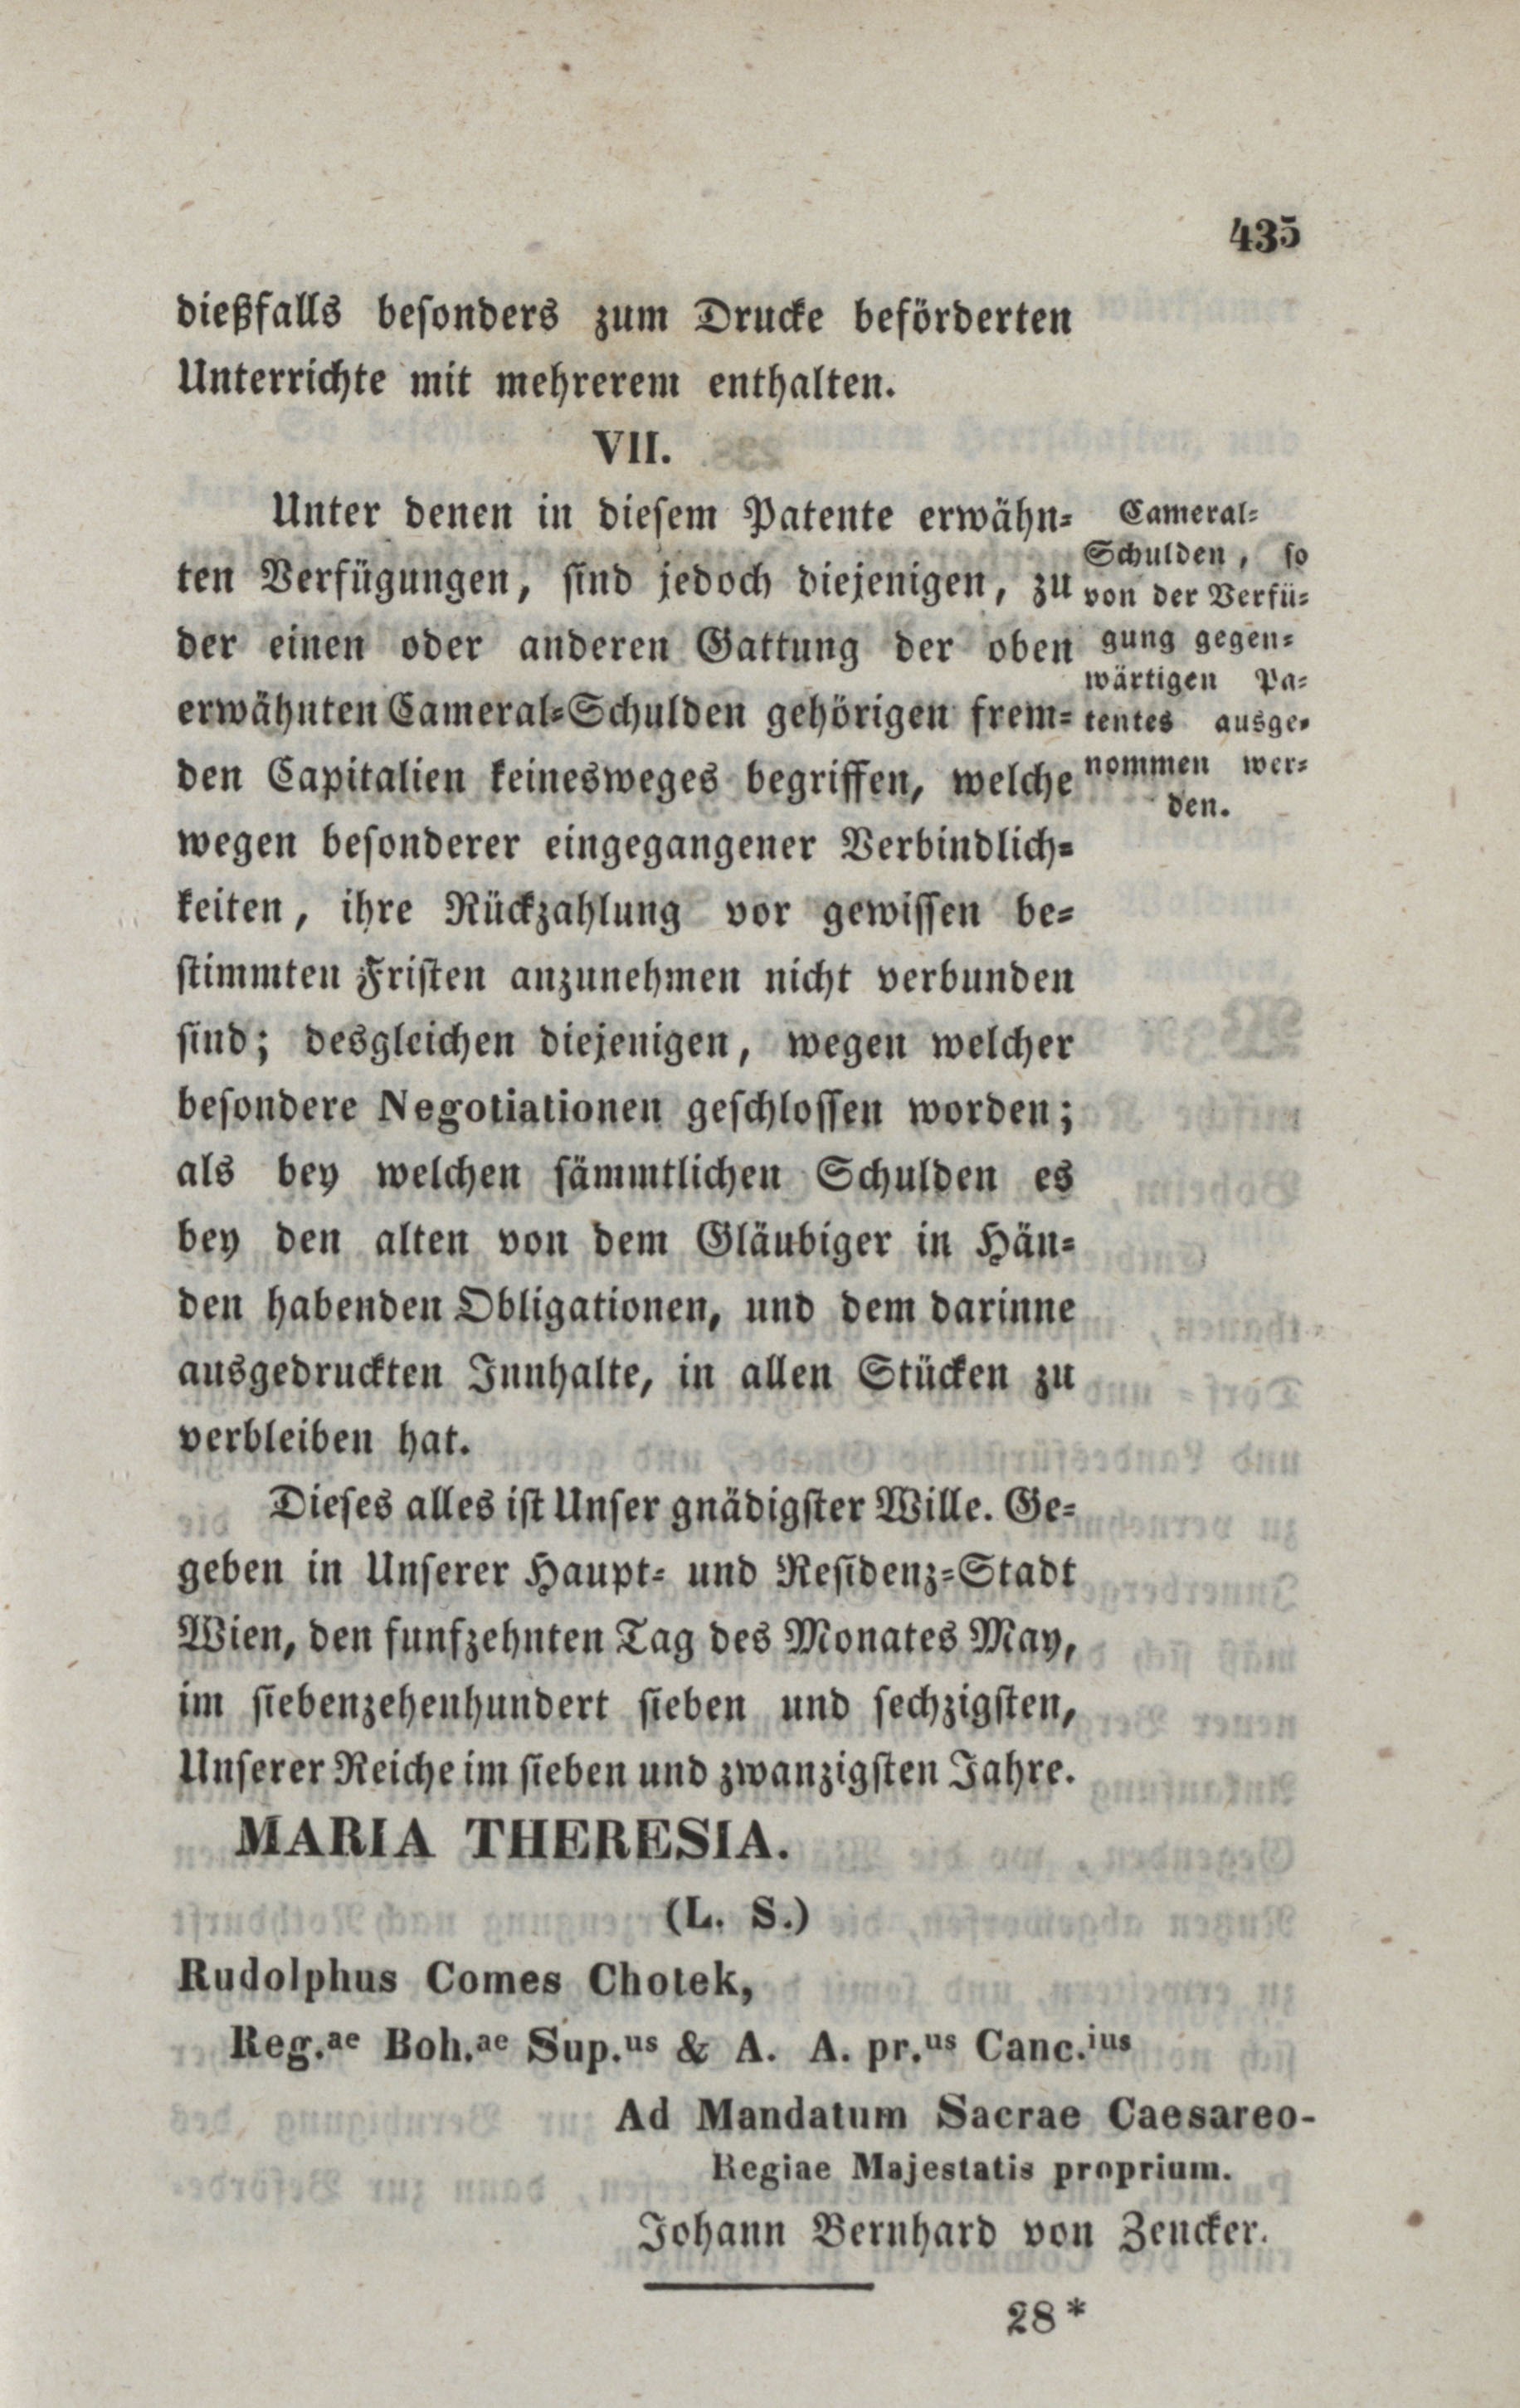 435
dießfalls besonders zum Drucke beförderten
Unterrichte mit mehrerem enthalten.
VII.
Unter denen in diesem Patente erwähn-
ten Verfügungen, sind jedoch diejenigen, zu
der einen oder anderen Gattung der oben
erwähnten Cameral-Schulden gehörigen frem-
den Capitalien keinesweges begriffen, welche
wegen besonderer eingegangener Verbindlich-
keiten, ihre Rückzahlung vor gewissen be-
stimmten Fristen anzunehmen nicht verbunden
sind; desgleichen diejenigen, wegen welcher
besondere Negotiationen geschlossen worden;
als bey welchen sämmtlichen Schulden es
bey den alten von dem Gläubiger in Hän-
den habenden Obligationen, und dem darinne
ausgedruckten Innhalte, in allen Stücken zu
verbleiben hat.
Cameral-
Schulden, so
von der Verfü-
gung gegen-
wärtigen Pa-
tentes ausge-
nommen wer-
den.
Dieses alles ist Unser gnädigster Wille. Ge-
geben in Unserer Haupt- und Residenz-Stadt
Wien, den funfzehnten Tag des Monates May,
im siebenzehenhundert sieben und sechzigsten,
Unserer Reiche im sieben und zwanzigsten Jahre.
MARIA THERESIA.
(L. S.)
Rudolphus Comes Chotek,
Reg.ae Boh.ae Sup.us & A. A. pr.us Canc.ius
Ad Mandatum Sacrae Caesareo-
Regiae Majestatis proprium.
Johann Bernhard von Zencker.
28*